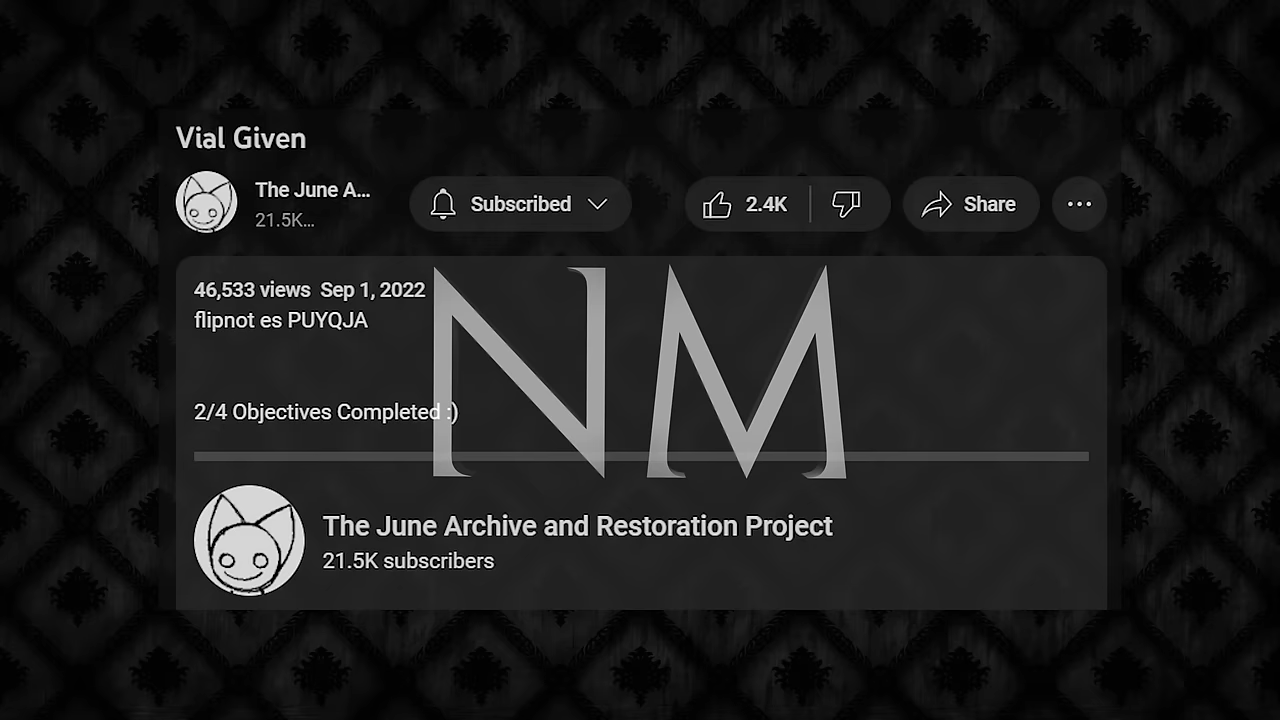 Vial Given
The June A...
21.5K...
Subscribed
2.4K
Share
46,533 views Sep 1, 2022
flipnot es PUYQJA
NM
2/4 Objectives Completed :)
The June Archive and Restoration Project
21.5K subscribers